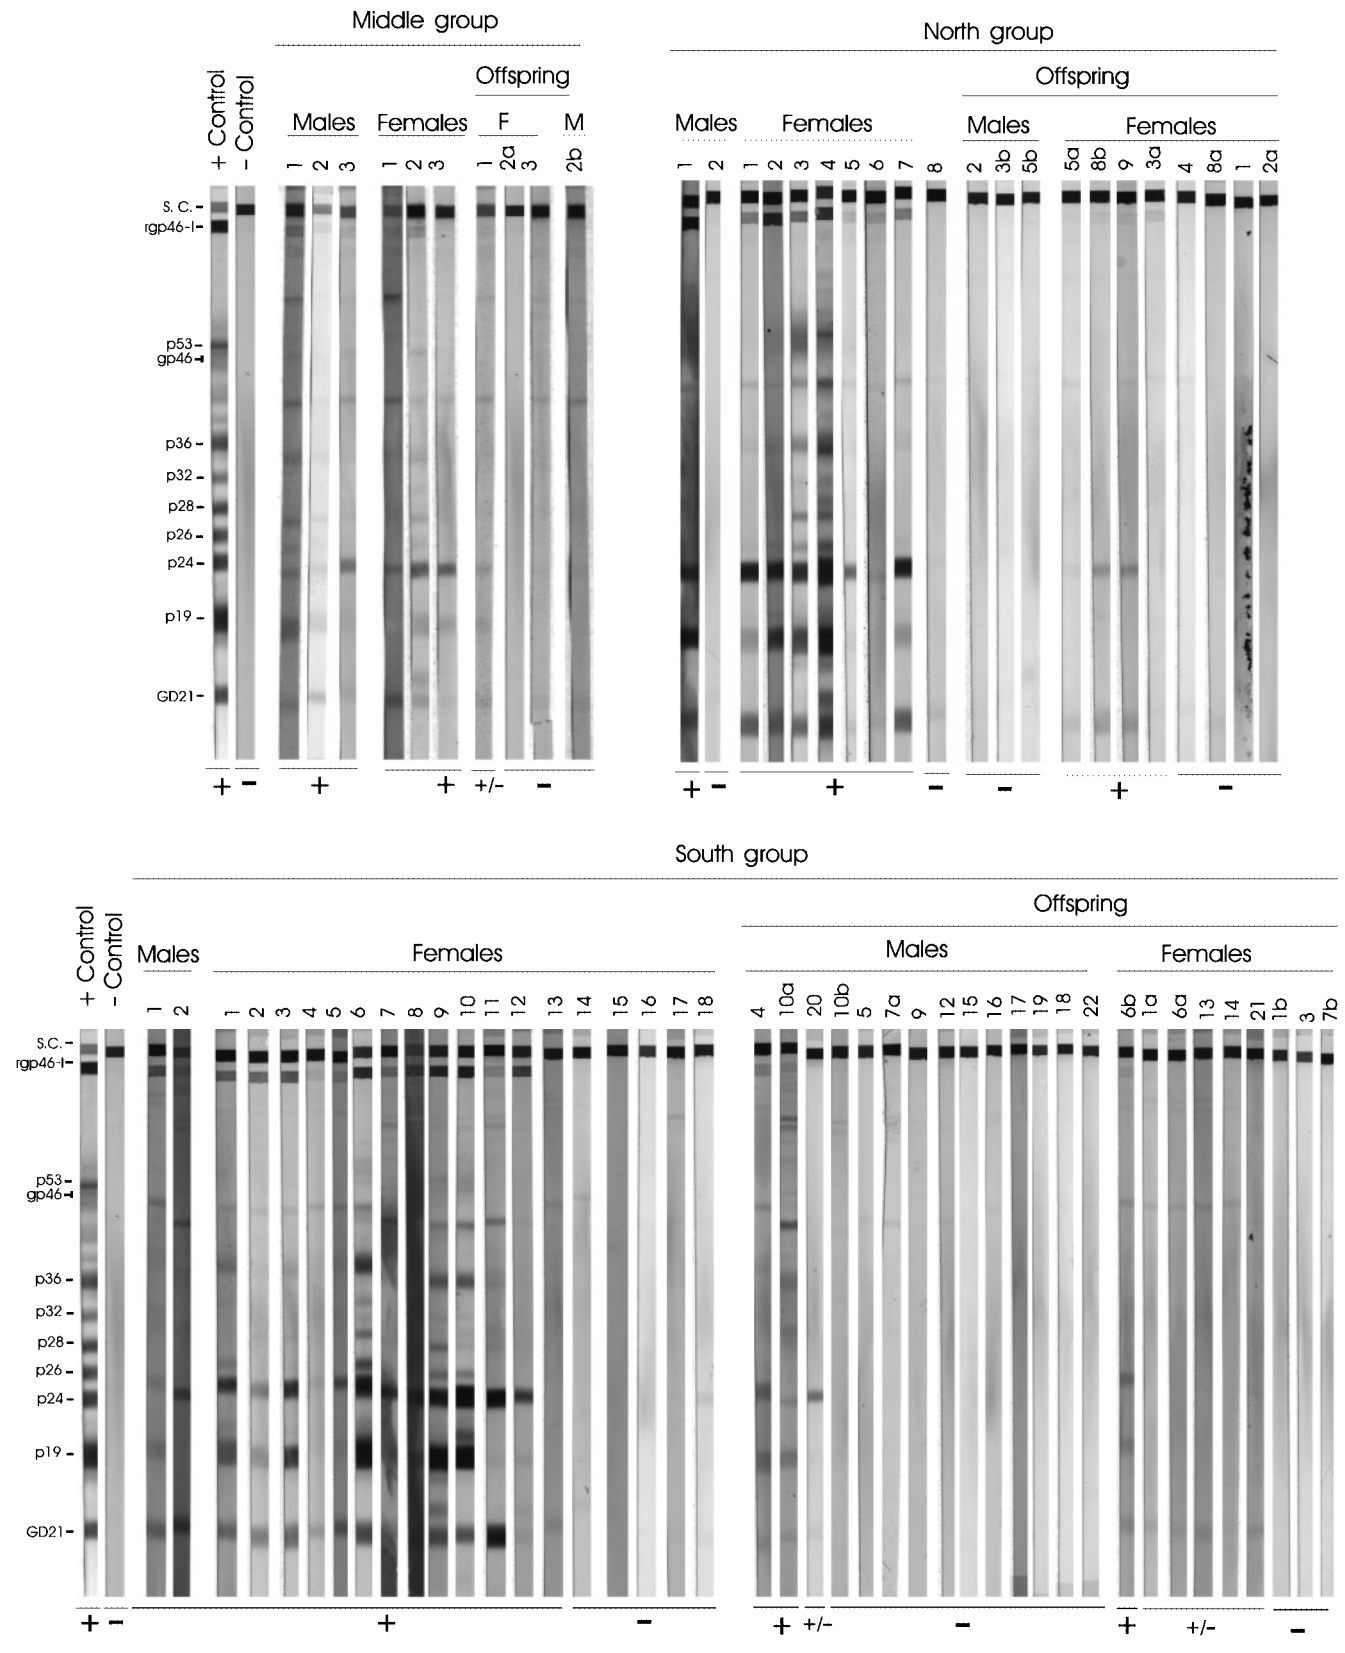 Middle group
North group
Offspring
Offspring
+ Control
- Control
Males
Females
F
M
Males
Females
Males
Females
1 2 3 1 2 3 1 2a 3 2b
1 2 1 2 3 4 5 6 7 8 2 3b 5b 5a 8b 9 3a 4 8a 1 2a
S. C.
rgp46-I
p53
gp46
p36
p32
p28
p26
p24
p19
GD21
+ - + + +/- -
+ - + - - + -
South group
Offspring
+ Control
- Control
Males
Females
Males
Females
1 2 1 2 3 4 5 6 7 8 9 10 11 12 13 14 15 16 17 18 4 10a 20 10b 5 7a 9 12 15 16 17 19 18 22 6b 1a 6a 13 14 21 1b 3 7b
S.C.
rgp46-I
p53
gp46
p36
p32
p28
p26
p24
p19
GD21
+ - + - + +/- - + +/- -